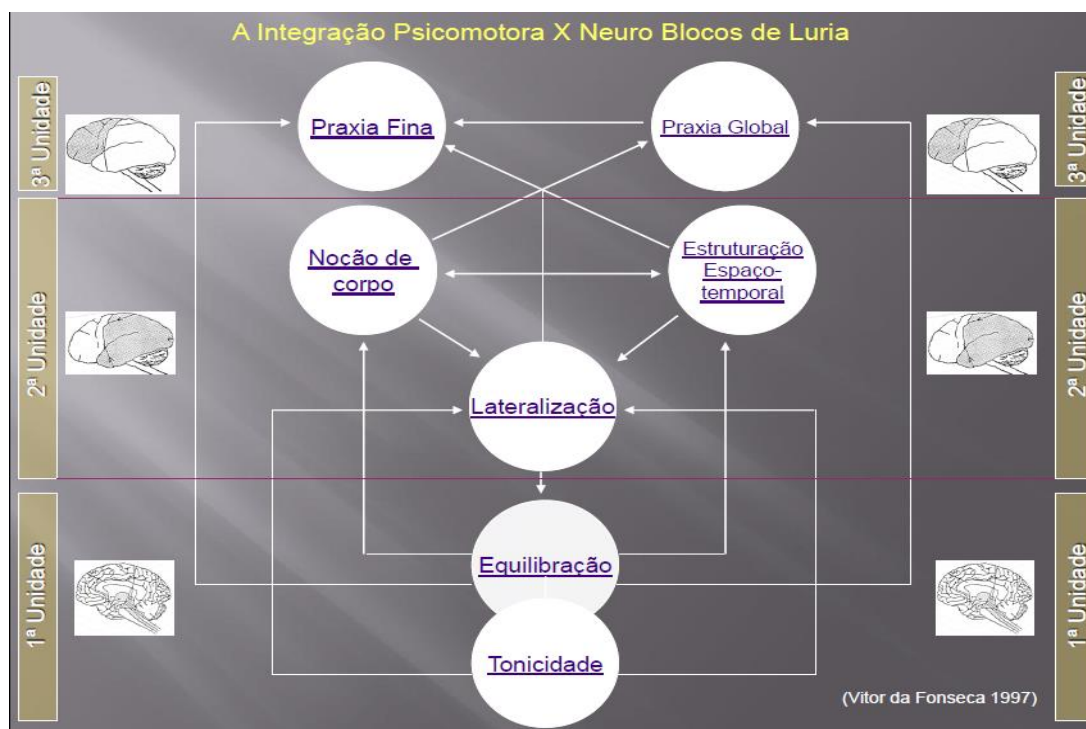 A Integração Psicomotora X Neuro Blocos de Luria
3ª Unidade
Praxia Fina
Praxia Global
3ª Unidade
2ª Unidade
Noção de
corpo
Estruturação
Espaço-
temporal
2ª Unidade
Lateralização
1ª Unidade
Equilibração
1ª Unidade
Tonicidade
(Vitor da Fonseca 1997)